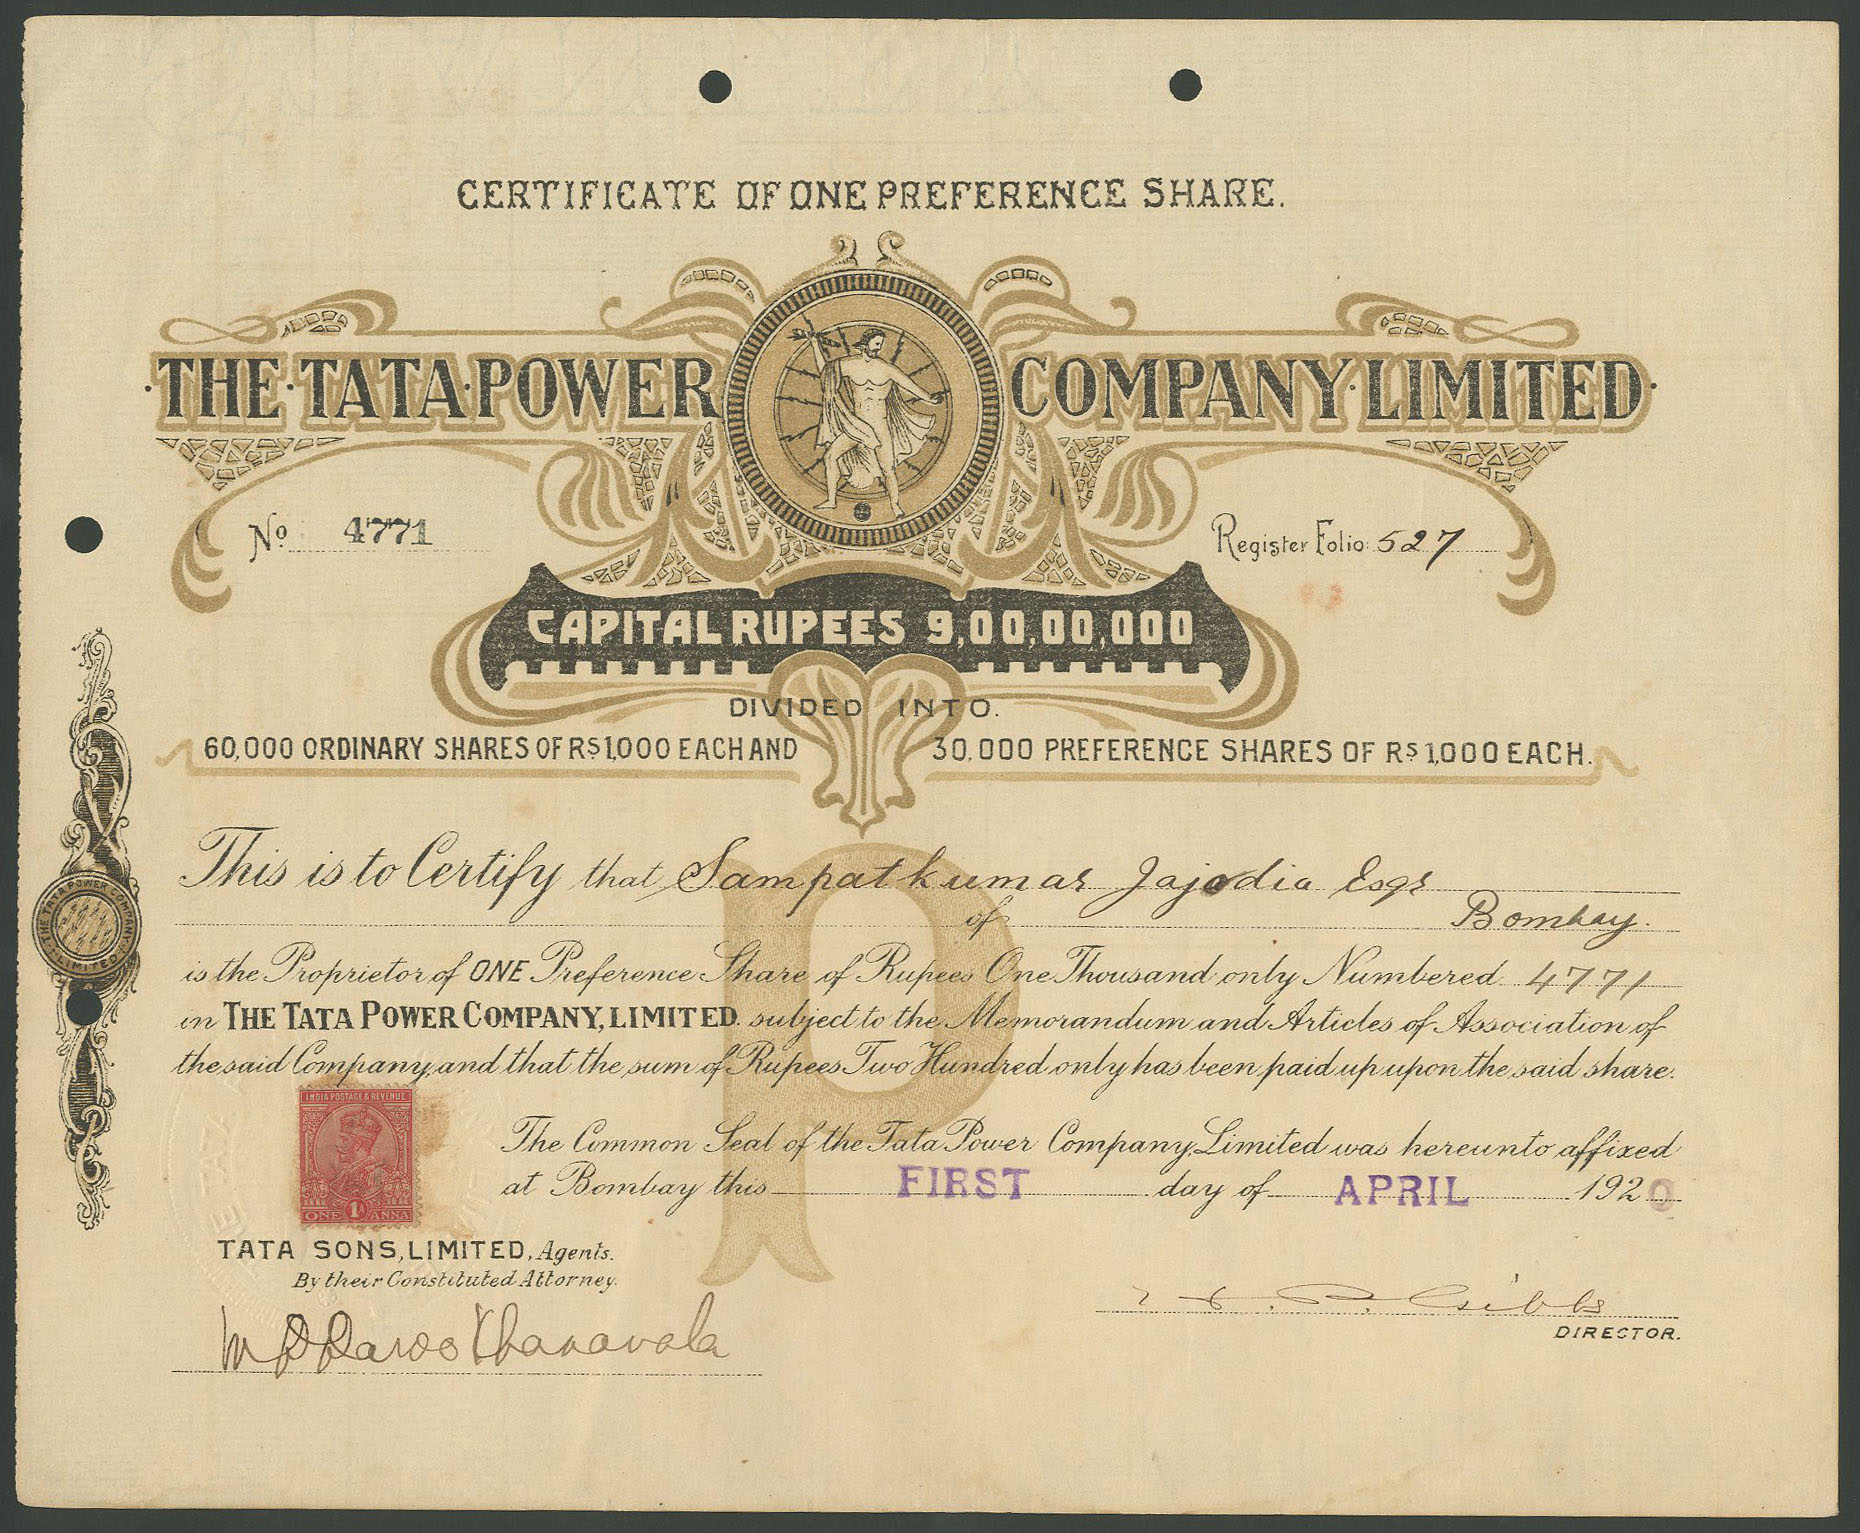 CERTIFICATE OF ONE PREFERENCE SHARE.
THE·TATA·POWER COMPANY·LIMITED
No 4771
Register Folio 527
CAPITAL RUPEES 9,00,00,000
DIVIDED INTO.
60,000 ORDINARY SHARES OF RS 1,000 EACH AND 30,000 PREFERENCE SHARES OF RS 1,000 EACH.
This is to Certify that Sampatkumar Jajodia Esqr
of Bombay.
THE TATA POWER COMPANY LIMITED
is the Proprietor of ONE Preference Share of Rupees One Thousand only Numbered 4771
in THE TATA POWER COMPANY, LIMITED. subject to the Memorandum and Articles of Association of
the said Company, and that the sum of Rupees Two Hundred only has been paid up upon the said share.
INDIA POSTAGE & REVENUE
ONE 1A ANNA
The Common Seal of the Tata Power Company, Limited was hereunto affixed
at Bombay this FIRST day of APRIL 1920
TATA SONS, LIMITED, Agents.
By their Constituted Attorney.
Gibbs
DIRECTOR.